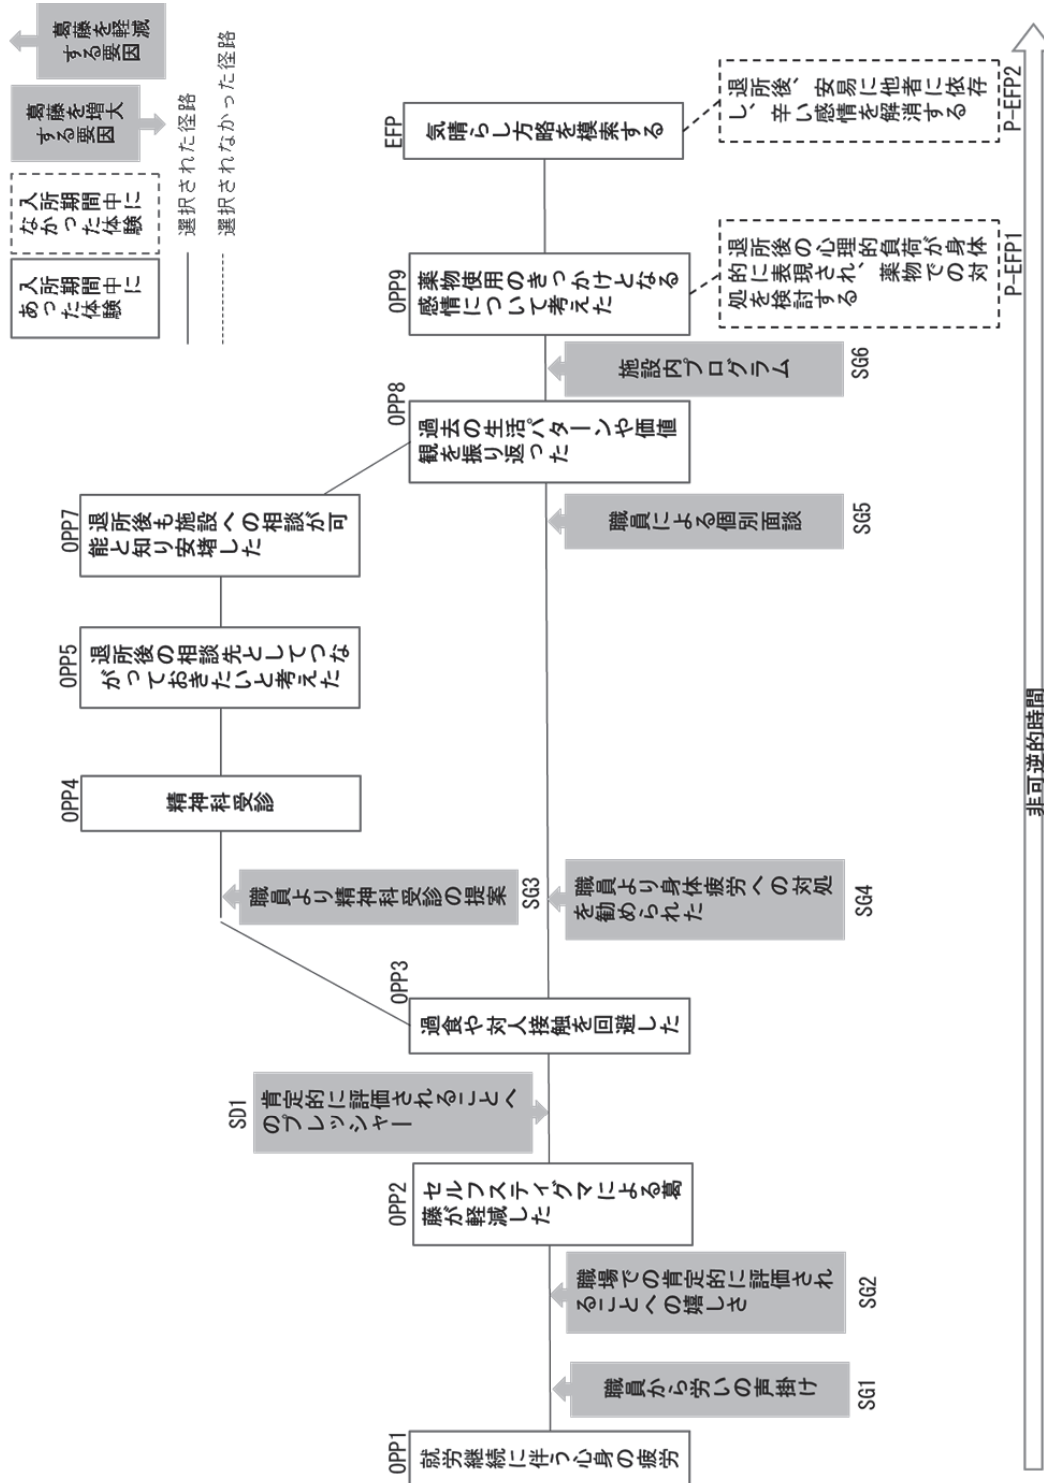 入所期間中に
あった体験
入所期間中に
なかった体験
葛藤を増大
する要因
葛藤を軽減
する要因
選択された経路
選択されなかった経路
OPP1
就労継続に伴う心身の疲労
SG1
職員から労いの声掛け
SG2
職場での肯定的に評価され
ることへの嬉しさ
OPP2
セルフスティグマによる葛
藤が軽減した
SD1
肯定的に評価されることへ
のプレッシャー
OPP3
過食や対人接触を回避した
SG3
職員より精神科受診の提案
SG4
職員より身体疲労への対処
を勧められた
OPP4
精神科受診
OPP5
退所後の相談先としてつな
がっておきたいと考えた
OPP7
退所後も施設への相談が可
能と知り安堵した
SG5
職員による個別面談
OPP8
過去の生活パターンや価値
観を振り返った
SG6
施設内プログラム
OPP9
薬物使用のきっかけとなる
感情について考えた
EFP
気晴らし方略を模索する
退所後の心理的負荷が身体
的に表現され、薬物での対
処を検討する
P-EFP1
退所後、安易に他者に依存
し、辛い感情を解消する
P-EFP2
非可逆的時間